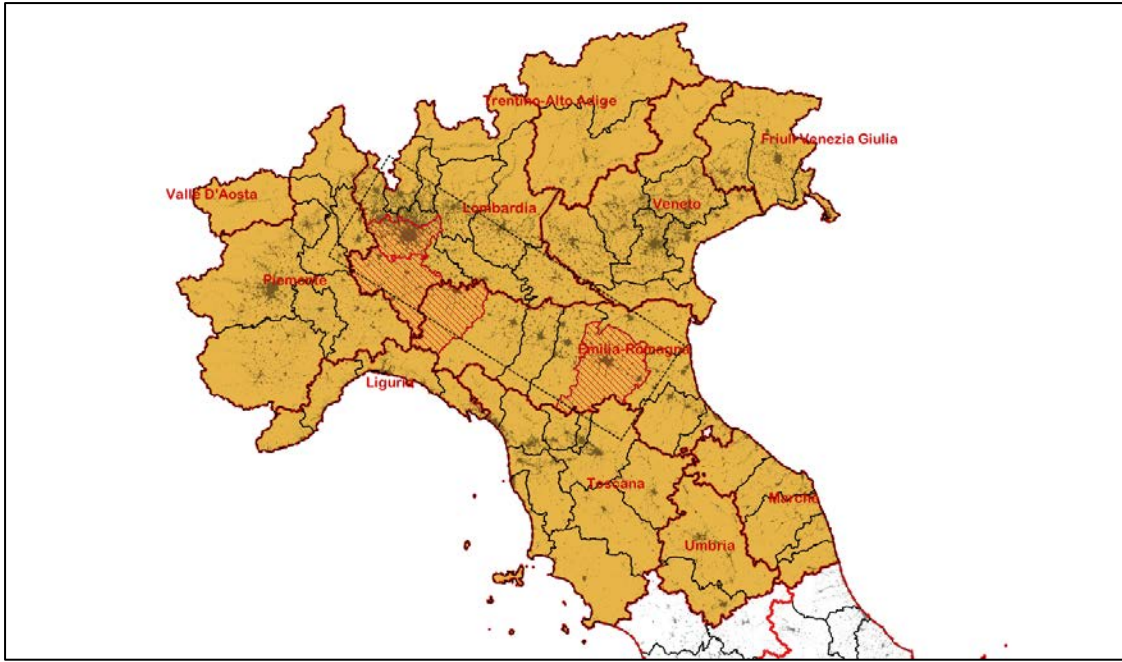 Trentino-Alto Adige
Friuli-Venezia Giulia
Valle D'Aosta
Lombardia
Veneto
Piemonte
Emilia-Romagna
Liguria
Toscana
Marche
Umbria